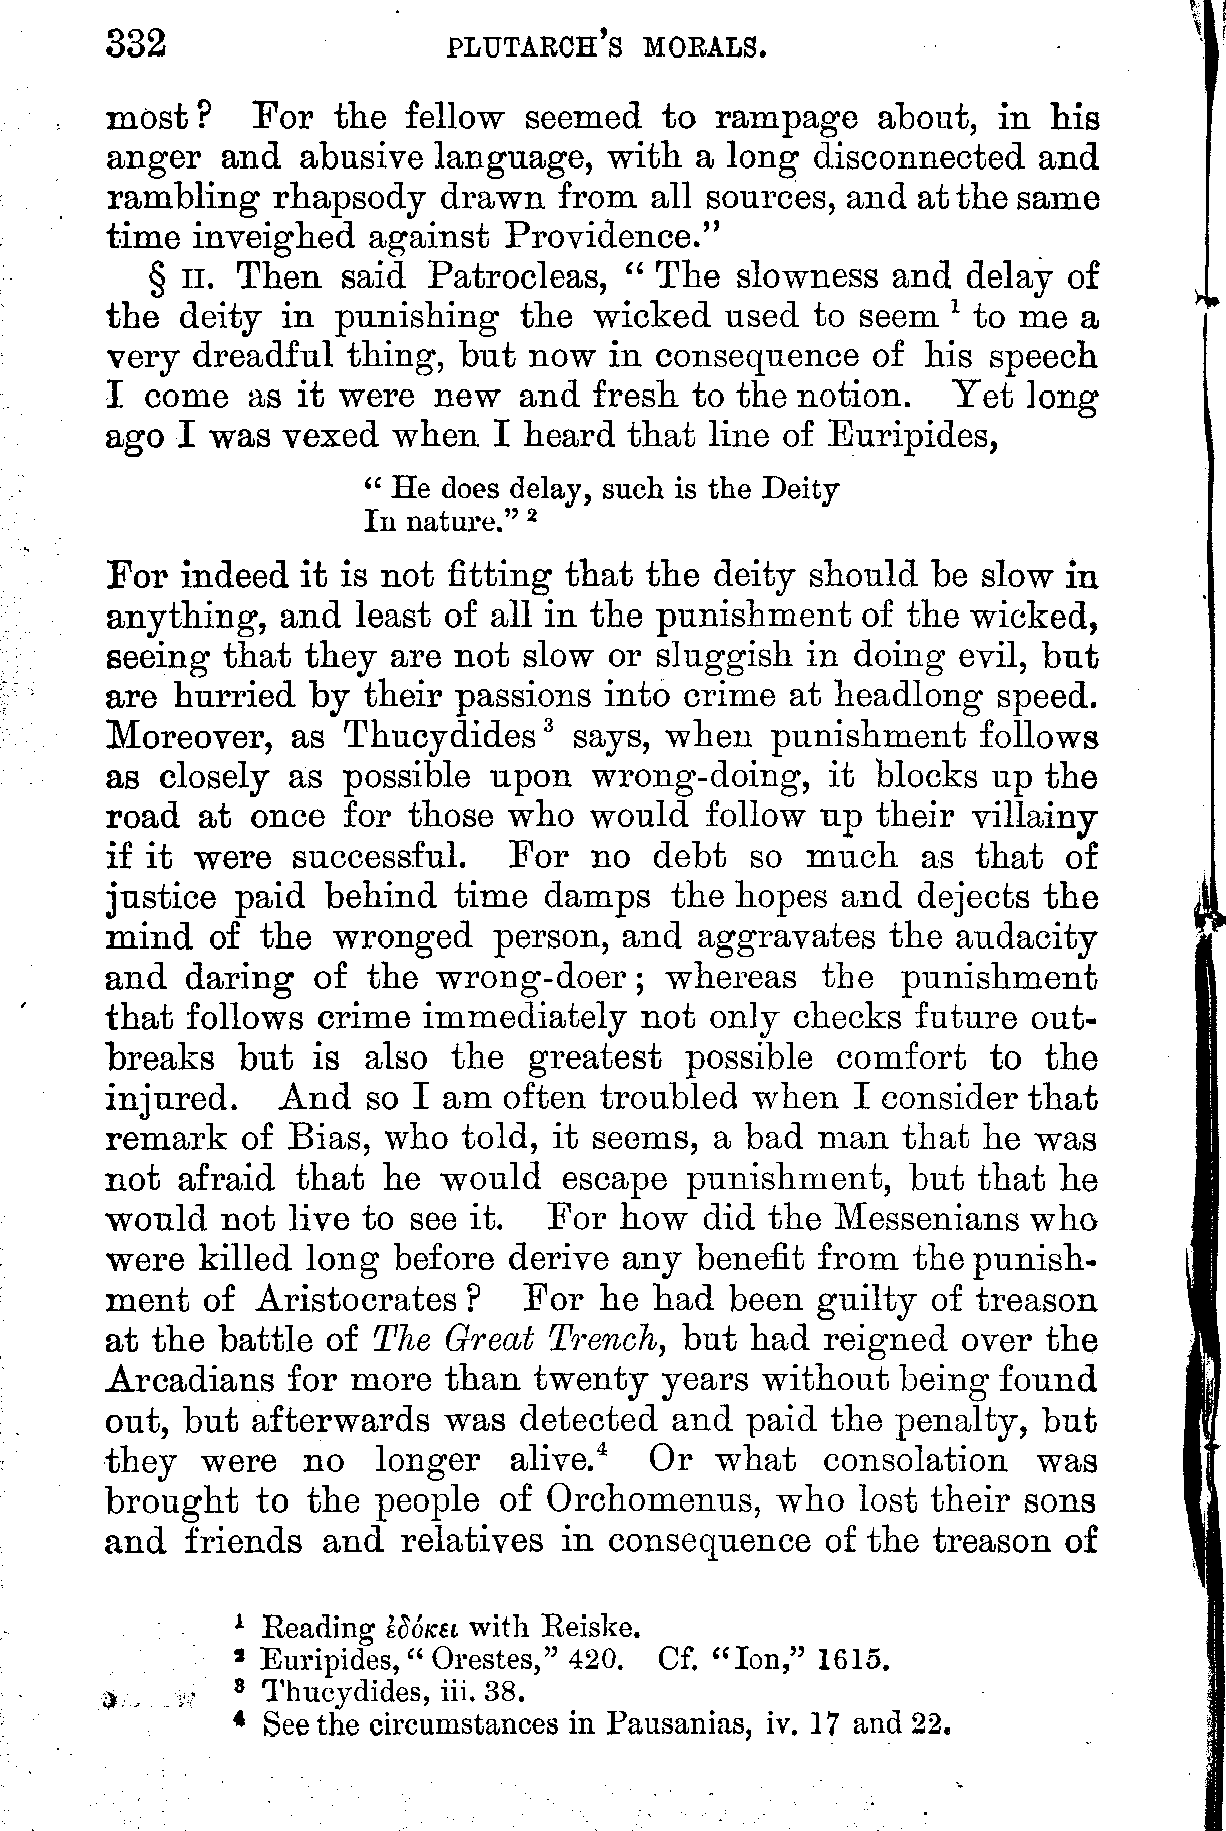 332 PLUTARCH'S MORALS.
most? For the fellow seemed to rampage about, in his
anger and abusive language, with a long disconnected and
rambling rhapsody drawn from all sources, and at the same
time inveighed against Providence."
§ II. Then said Patrocleas, "The slowness and delay of
the deity in punishing the wicked used to seem ¹ to me a
very dreadful thing, but now in consequence of his speech
I come as it were new and fresh to the notion. Yet long
ago I was vexed when I heard that line of Euripides,
"He does delay, such is the Deity
In nature." ²
For indeed it is not fitting that the deity should be slow in
anything, and least of all in the punishment of the wicked,
seeing that they are not slow or sluggish in doing evil, but
are hurried by their passions into crime at headlong speed.
Moreover, as Thucydides ³ says, when punishment follows
as closely as possible upon wrong-doing, it blocks up the
road at once for those who would follow up their villainy
if it were successful. For no debt so much as that of
justice paid behind time damps the hopes and dejects the
mind of the wronged person, and aggravates the audacity
and daring of the wrong-doer; whereas the punishment
that follows crime immediately not only checks future out-
breaks but is also the greatest possible comfort to the
injured. And so I am often troubled when I consider that
remark of Bias, who told, it seems, a bad man that he was
not afraid that he would escape punishment, but that he
would not live to see it. For how did the Messenians who
were killed long before derive any benefit from the punish-
ment of Aristocrates? For he had been guilty of treason
at the battle of The Great Trench, but had reigned over the
Arcadians for more than twenty years without being found
out, but afterwards was detected and paid the penalty, but
they were no longer alive.⁴ Or what consolation was
brought to the people of Orchomenus, who lost their sons
and friends and relatives in consequence of the treason of
¹ Reading ἐδόκει with Reiske.
² Euripides, "Orestes," 420. Cf. "Ion," 1615.
³ Thucydides, iii. 38.
⁴ See the circumstances in Pausanias, iv. 17 and 22.